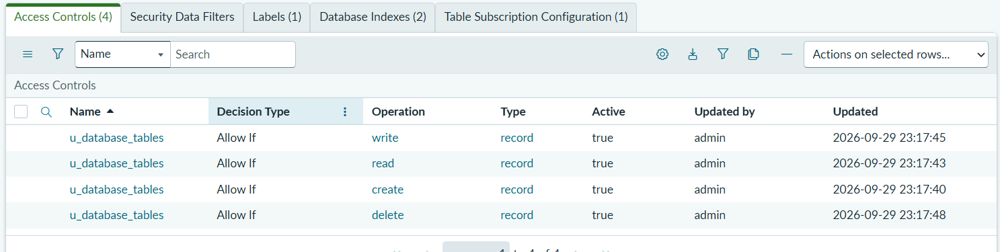 Access Controls (4) Security Data Filters Labels (1) Database Indexes (2) Table Subscription Configuration (1)
Name Search Actions on selected rows...
Access Controls
Name Decision Type Operation Type Active Updated by Updated
u_database_tables Allow If write record true admin 2026-09-29 23:17:45
u_database_tables Allow If read record true admin 2026-09-29 23:17:43
u_database_tables Allow If create record true admin 2026-09-29 23:17:40
u_database_tables Allow If delete record true admin 2026-09-29 23:17:48